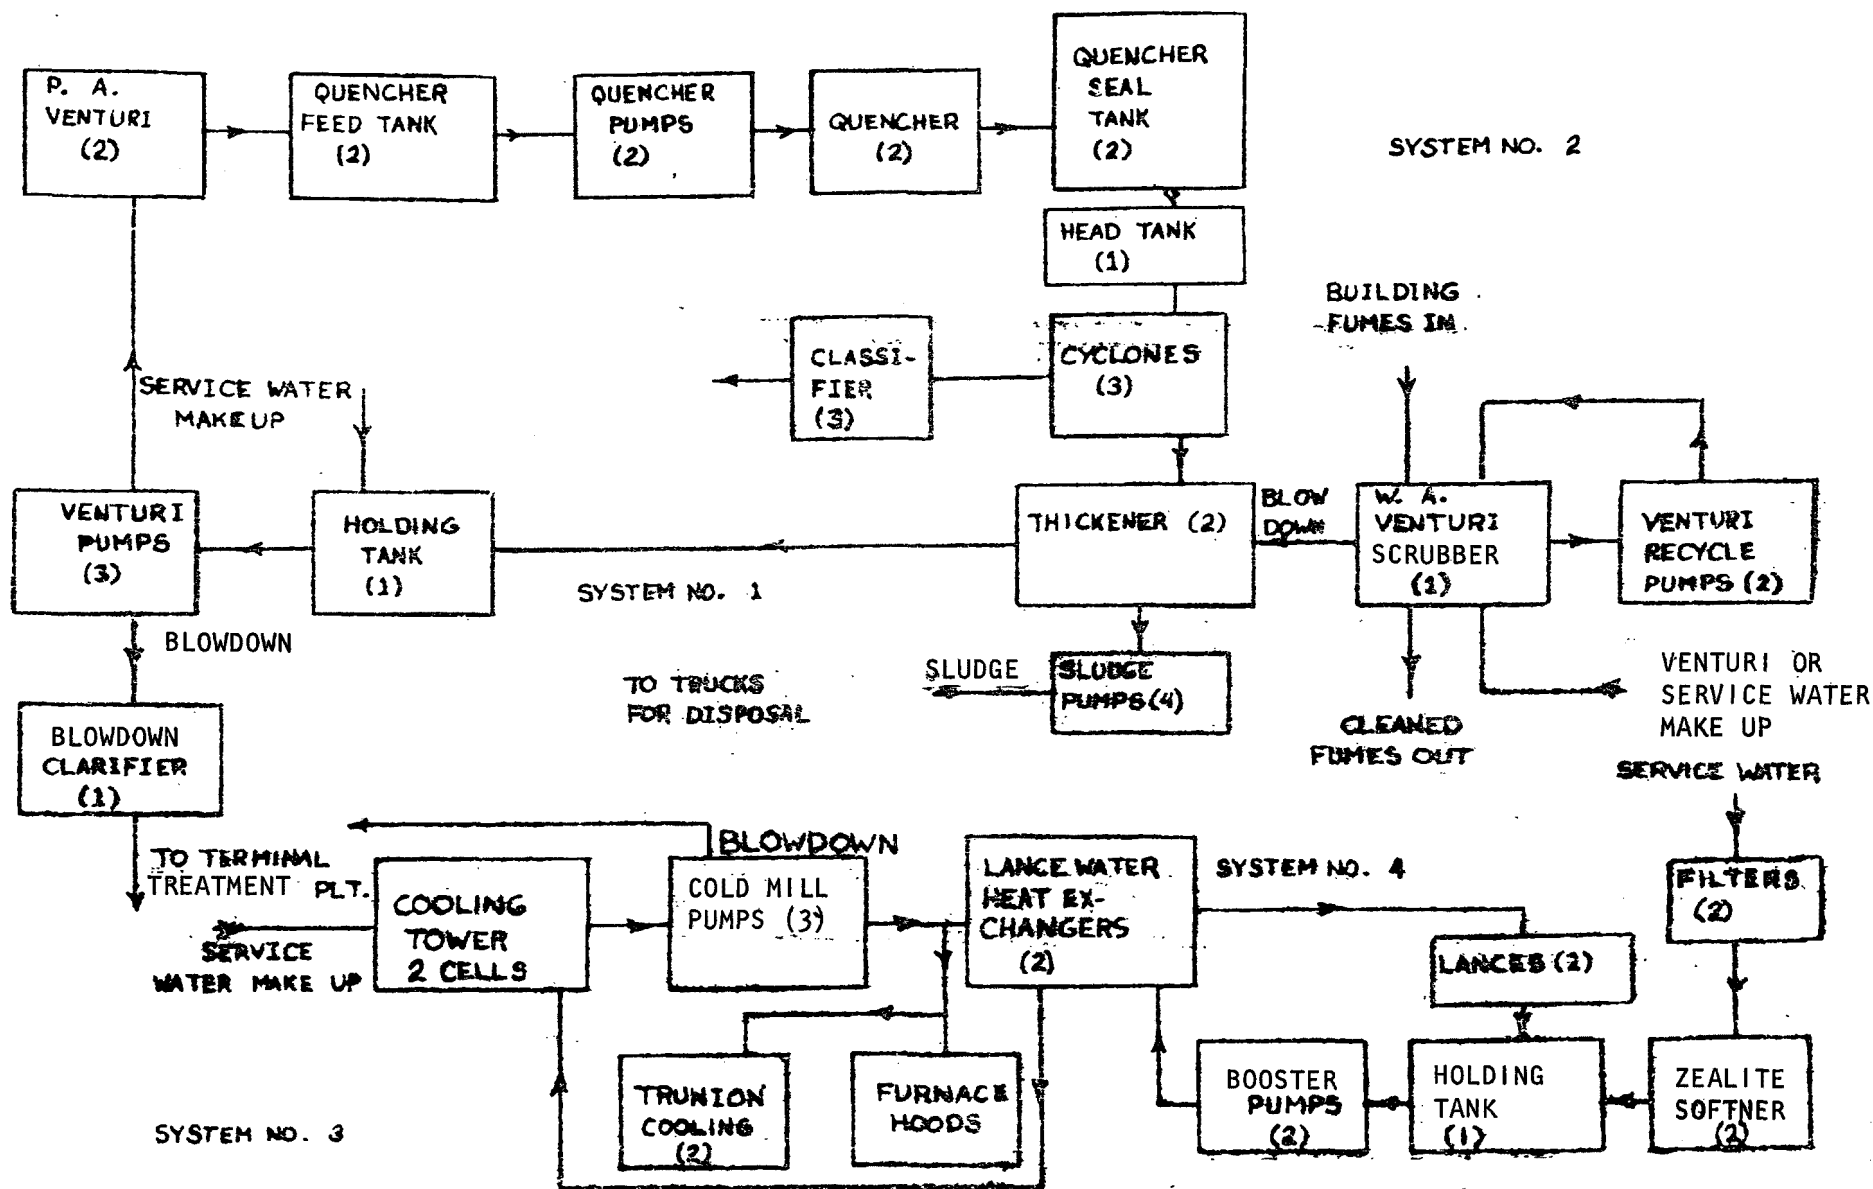 P. A.
VENTURI
(2)
QUENCHER
FEED TANK
(2)
QUENCHER
PUMPS
(2)
QUENCHER
(2)
QUENCHER
SEAL
TANK
(2)
SYSTEM NO. 2
HEAD TANK
(1)
BUILDING
FUMES IN
CLASSI-
FIER
(3)
CYCLONES
(3)
SERVICE WATER
MAKEUP
VENTURI
PUMPS
(3)
HOLDING
TANK
(1)
SYSTEM NO. 1
THICKENER (2)
BLOW
DOWN
W. A.
VENTURI
SCRUBBER
(1)
VENTURI
RECYCLE
PUMPS (2)
BLOWDOWN
TO TRUCKS
FOR DISPOSAL
SLUDGE
SLUDGE
PUMPS (4)
CLEANED
FUMES OUT
VENTURI OR
SERVICE WATER
MAKE UP
BLOWDOWN
CLARIFIER
(1)
SERVICE WATER
TO TERMINAL
TREATMENT PLT.
SERVICE
WATER MAKE UP
COOLING
TOWER
2 CELLS
BLOWDOWN
COLD MILL
PUMPS (3)
LANCE WATER
HEAT EX-
CHANGERS
(2)
SYSTEM NO. 4
FILTERS
(2)
LANCES (2)
TRUNION
COOLING
(2)
FURNACE
HOODS
BOOSTER
PUMPS
(2)
HOLDING
TANK
(1)
ZEALITE
SOFTNER
(2)
SYSTEM NO. 3